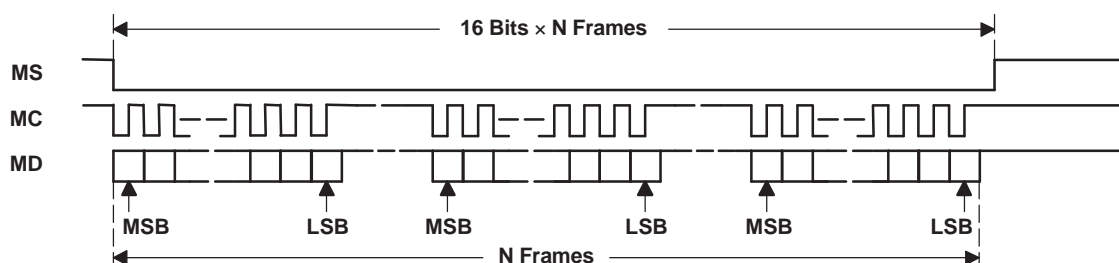 16 Bits × N Frames
MS
MC
MD
MSB LSB MSB LSB MSB LSB
N Frames